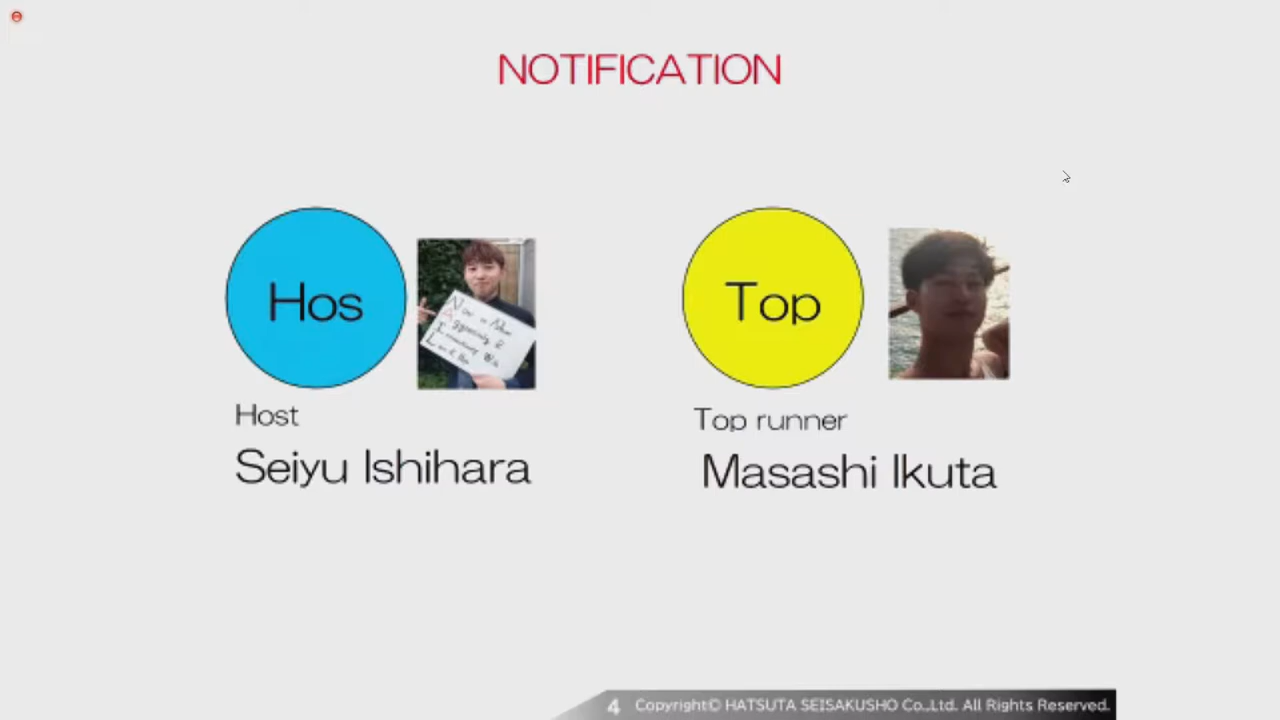 NOTIFICATION
Hos
Top
Host
Top runner
Seiyu Ishihara
Masashi Ikuta
4 Copyright© HATSUTA SEISAKUSHO Co.,Ltd. All Rights Reserved.